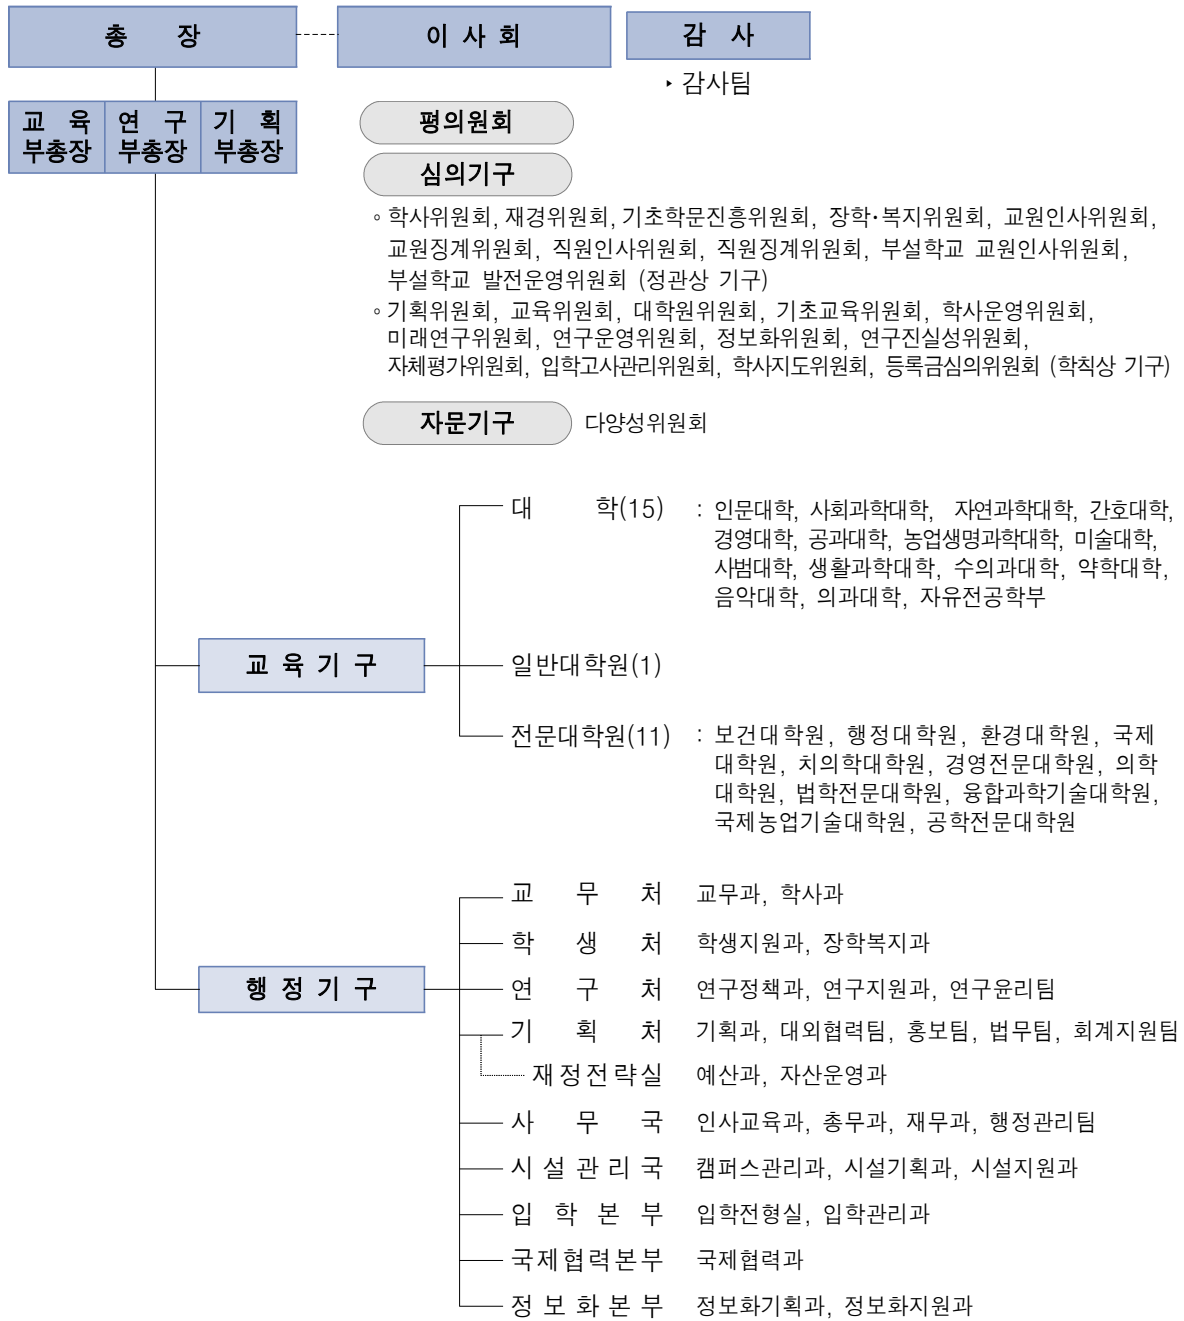 총 장
이 사 회
감 사
‣ 감사팀
교 육 부총장
연 구 부총장
기 획 부총장
평의원회
심의기구
◦ 학사위원회, 재경위원회, 기초학문진흥위원회, 장학·복지위원회, 교원인사위원회,
교원징계위원회, 직원인사위원회, 직원징계위원회, 부설학교 교원인사위원회,
부설학교 발전운영위원회 (정관상 기구)
◦ 기획위원회, 교육위원회, 대학원위원회, 기초교육위원회, 학사운영위원회,
미래연구위원회, 연구운영위원회, 정보화위원회, 연구진실성위원회,
자체평가위원회, 입학고사관리위원회, 학사지도위원회, 등록금심의위원회 (학칙상 기구)
자문기구 다양성위원회
대 학(15) : 인문대학, 사회과학대학, 자연과학대학, 간호대학,
경영대학, 공과대학, 농업생명과학대학, 미술대학,
사범대학, 생활과학대학, 수의과대학, 약학대학,
음악대학, 의과대학, 자유전공학부
교 육 기 구
일반대학원(1)
전문대학원(11) : 보건대학원, 행정대학원, 환경대학원, 국제
대학원, 치의학대학원, 경영전문대학원, 의학
대학원, 법학전문대학원, 융합과학기술대학원,
국제농업기술대학원, 공학전문대학원
행 정 기 구
교 무 처 교무과, 학사과
학 생 처 학생지원과, 장학복지과
연 구 처 연구정책과, 연구지원과, 연구윤리팀
기 획 처 기획과, 대외협력팀, 홍보팀, 법무팀, 회계지원팀
재정전략실 예산과, 자산운영과
사 무 국 인사교육과, 총무과, 재무과, 행정관리팀
시 설 관 리 국 캠퍼스관리과, 시설기획과, 시설지원과
입 학 본 부 입학전형실, 입학관리과
국제협력본부 국제협력과
정 보 화 본 부 정보화기획과, 정보화지원과